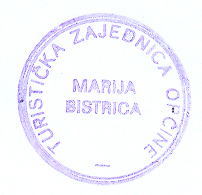 TURISTIČKA ZAJEDNICA OPĆINE
MARIJA
BISTRICA